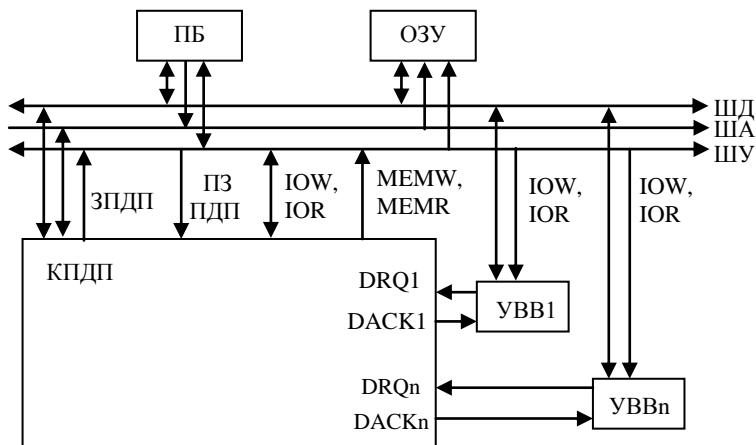 ПБ
ОЗУ
ШД
ША
ШУ
ЗПДП
ПЗ
ПДП
IOW,
IOR
MEMW,
MEMR
IOW,
IOR
IOW,
IOR
КПДП
DRQ1
DACK1
УВВ1
DRQn
DACKn
УВВn